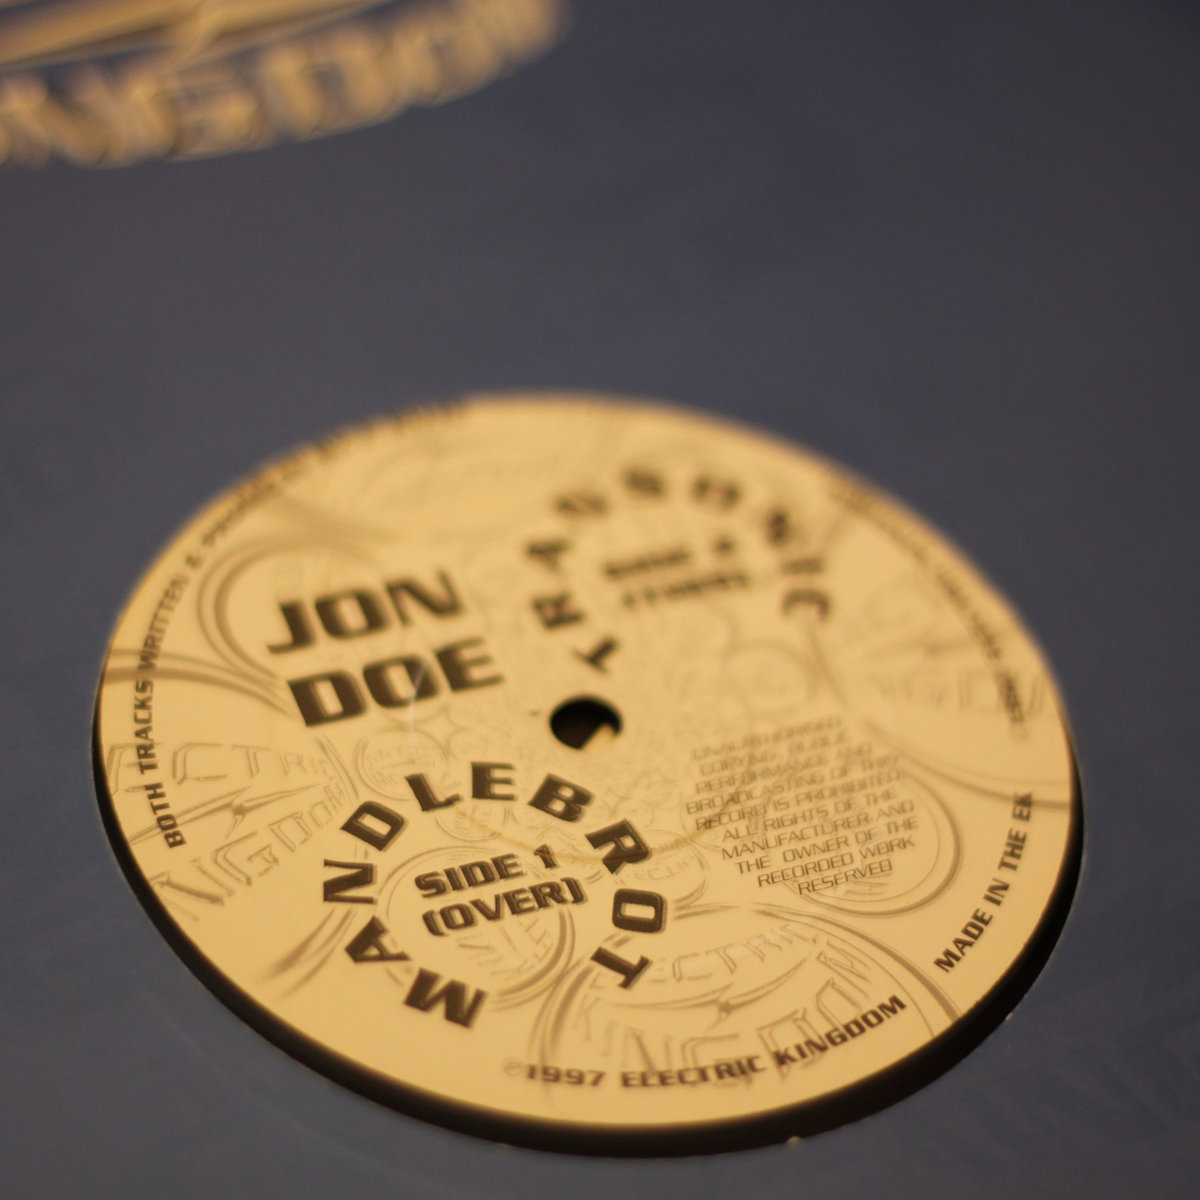 JON
DOE
TRANSONIC
MANDLEBROT
SIDE 1
(OVER)
UNAUTHORISED
COPYING PUBLIC
PERFORMANCE AND
BROADCASTING OF THIS
RECORD IS PROHIBITED
ALL RIGHTS OF THE
MANUFACTURER AND
THE OWNER OF THE
RECORDED WORK
RESERVED
BOTH TRACKS WRITTEN &
℗1997 ELECTRIC KINGDOM
MADE IN THE EK